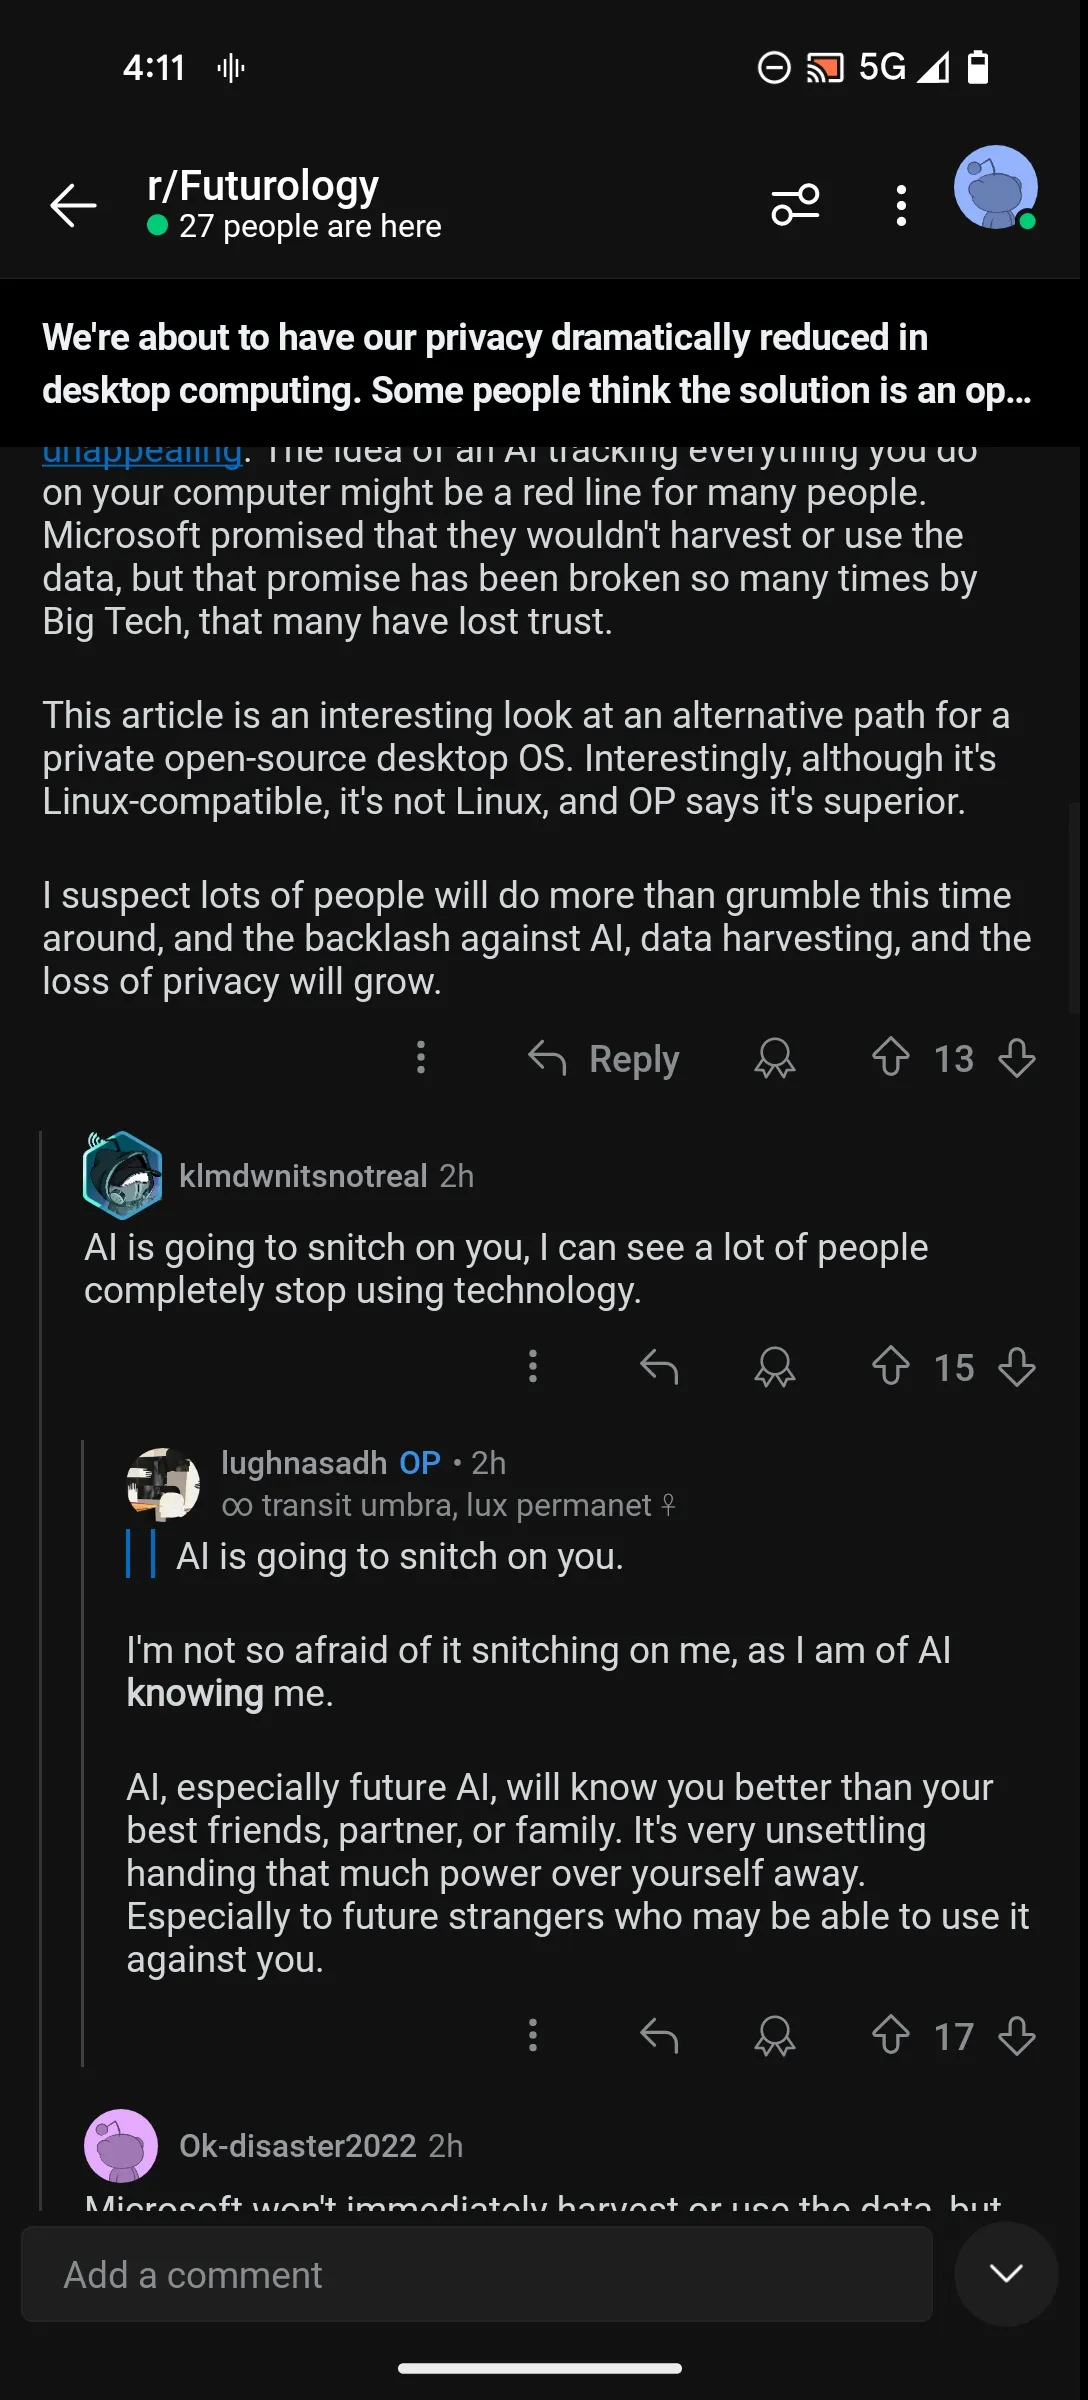 4:11
5G
r/Futurology
27 people are here
We're about to have our privacy dramatically reduced in
desktop computing. Some people think the solution is an op...
unappealing. The idea of an AI tracking everything you do
on your computer might be a red line for many people.
Microsoft promised that they wouldn't harvest or use the
data, but that promise has been broken so many times by
Big Tech, that many have lost trust.
This article is an interesting look at an alternative path for a
private open-source desktop OS. Interestingly, although it's
Linux-compatible, it's not Linux, and OP says it's superior.
I suspect lots of people will do more than grumble this time
around, and the backlash against AI, data harvesting, and the
loss of privacy will grow.
Reply 13
klmdwnitsnotreal 2h
AI is going to snitch on you, I can see a lot of people
completely stop using technology.
15
lughnasadh OP • 2h
∞ transit umbra, lux permanet ♀
AI is going to snitch on you.
I'm not so afraid of it snitching on me, as I am of AI
knowing me.
AI, especially future AI, will know you better than your
best friends, partner, or family. It's very unsettling
handing that much power over yourself away.
Especially to future strangers who may be able to use it
against you.
17
Ok-disaster2022 2h
Microsoft won't immediately harvest or use the data, but
Add a comment